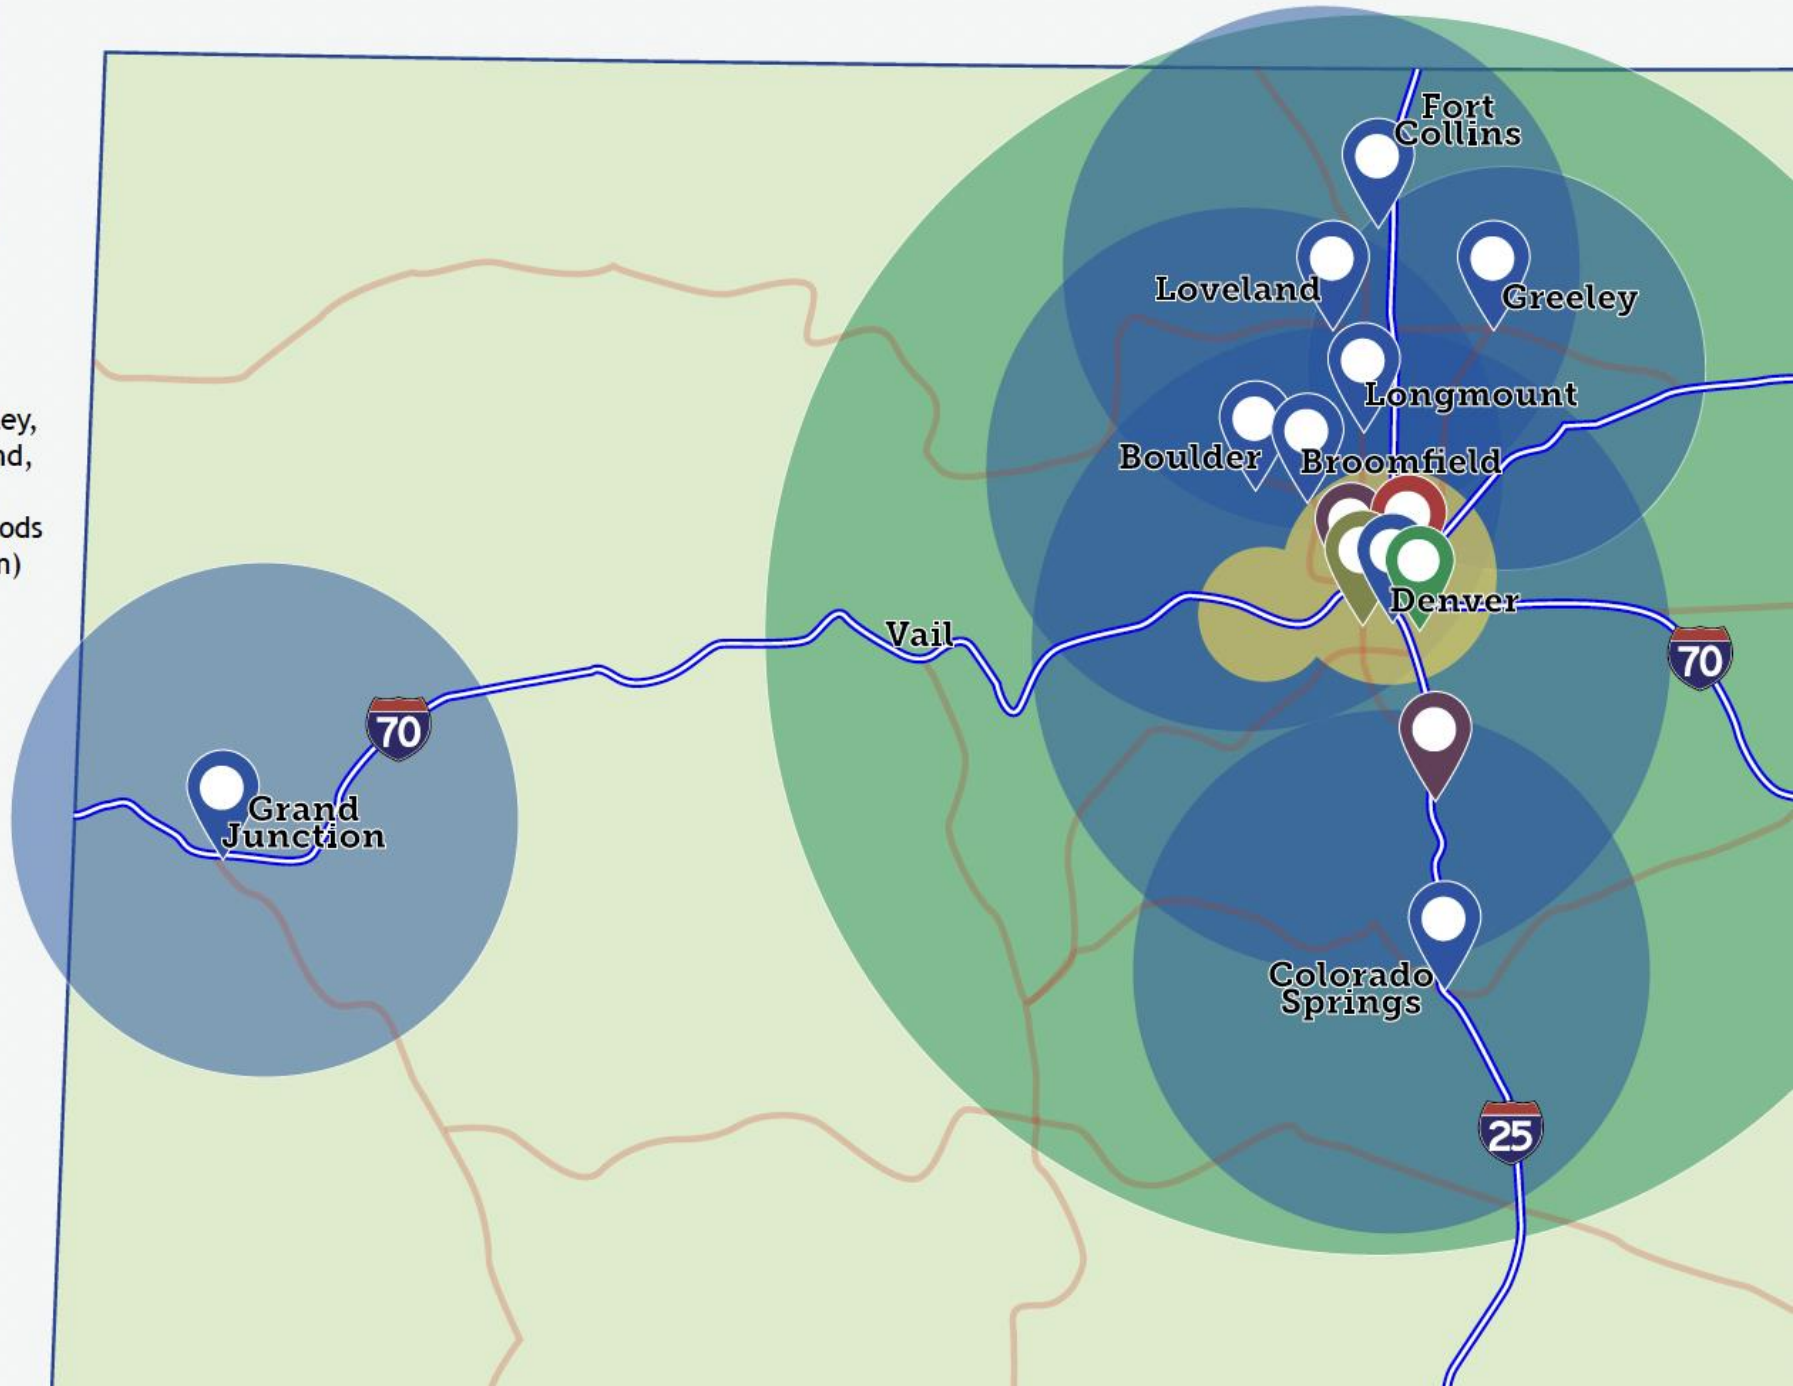 Fort
Collins
Loveland
Greeley
Longmount
Boulder
Broomfield
Denver
Vail
70
70
Grand
Junction
Colorado
Springs
25
ey,
nd,
ods
n)